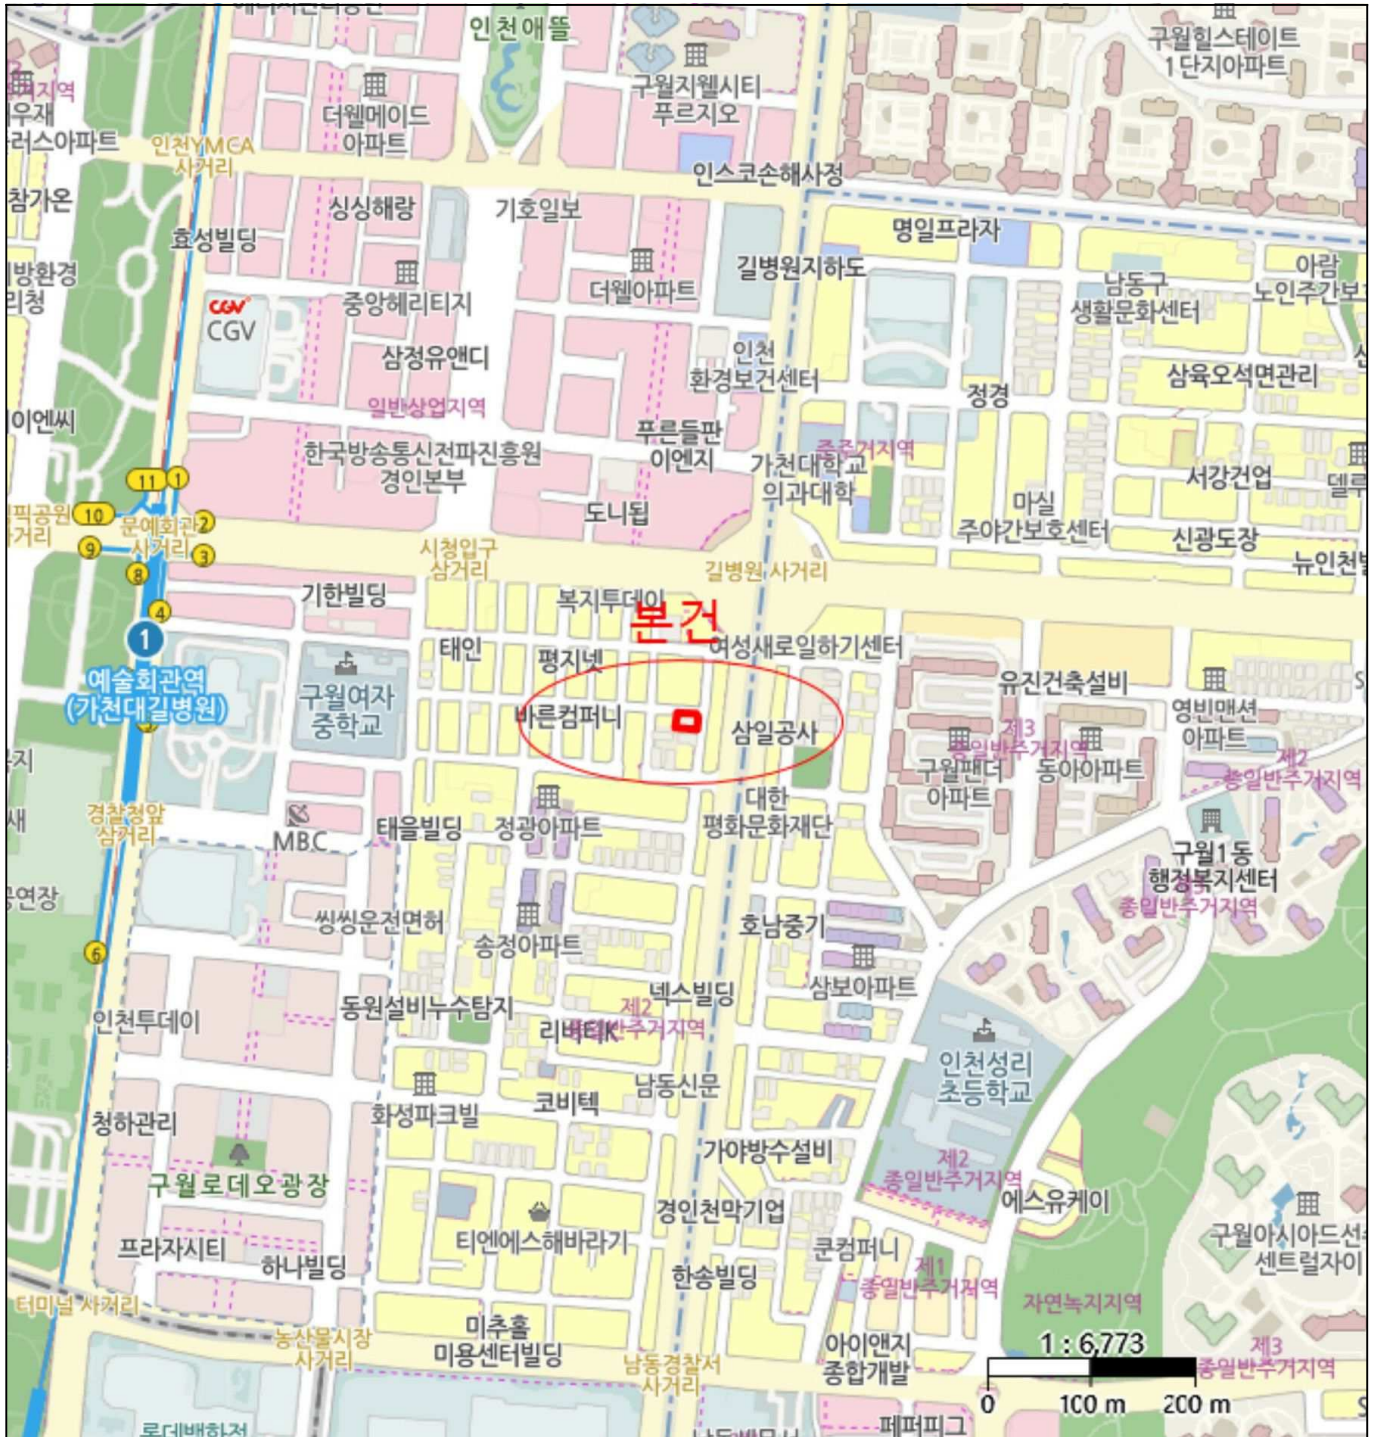 인천애뜰
구월힐스테이트
1단지아파트
구월지웰시티
푸르지오
더웰메이드
아파트
인천YMCA
사거리
인스코손해사정
참가온
싱싱해랑
기호일보
명일프라자
효성빌딩
길병원지하도
아람
노인주간보
남동구
생활문화센터
더웰아파트
중앙헤리티지
CGV
CGV
삼정유앤디
인천
환경보건센터
삼육오석면관리
정경
일반상업지역
이엔씨
푸른들판
이엔지
한국방송통신전파진흥원
경인본부
준주거지역
가천대학교
의과대학
서강건업
마실
주야간보호센터
11
1
10
2
9
3
8
4
문예회관
사거리
도니됩
신광도장
시청입구
삼거리
길병원 사거리
기한빌딩
복지투데이
본건
여성새로일하기센터
1
예술회관역
(가천대길병원)
태인
평지넷
구월여자
중학교
바른컴퍼니
삼일공사
유진건축설비
영빈맨션
아파트
제3
종일반주거지역
구월팬더
아파트
동아아파트
제2
종일반주거지역
경찰청앞
삼거리
MBC
태을빌딩
정광아파트
대한
평화문화재단
구월1동
행정복지센터
종일반주거지역
공연장
씽씽운전면허
송정아파트
호남중기
6
삼보아파트
넥스빌딩
인천투데이
동원설비누수탐지
제2
종일반주거지역
인천성리
초등학교
남동신문
코비텍
화성파크빌
청하관리
가야방수설비
제2
종일반주거지역
에스유케이
구월로데오광장
경인천막기업
티엔에스해바라기
프라자시티
하나빌딩
쿤컴퍼니
한송빌딩
제1
종일반주거지역
구월아시아드선수
센트럴자이
자연녹지지역
터미널 사거리
농산물시장
사거리
미추홀
미용센터빌딩
남동경찰서
사거리
아이앤지
종합개발
1 : 6,773
0 100 m 200 m
제3
종일반주거지역
롯데백화점
페퍼피그